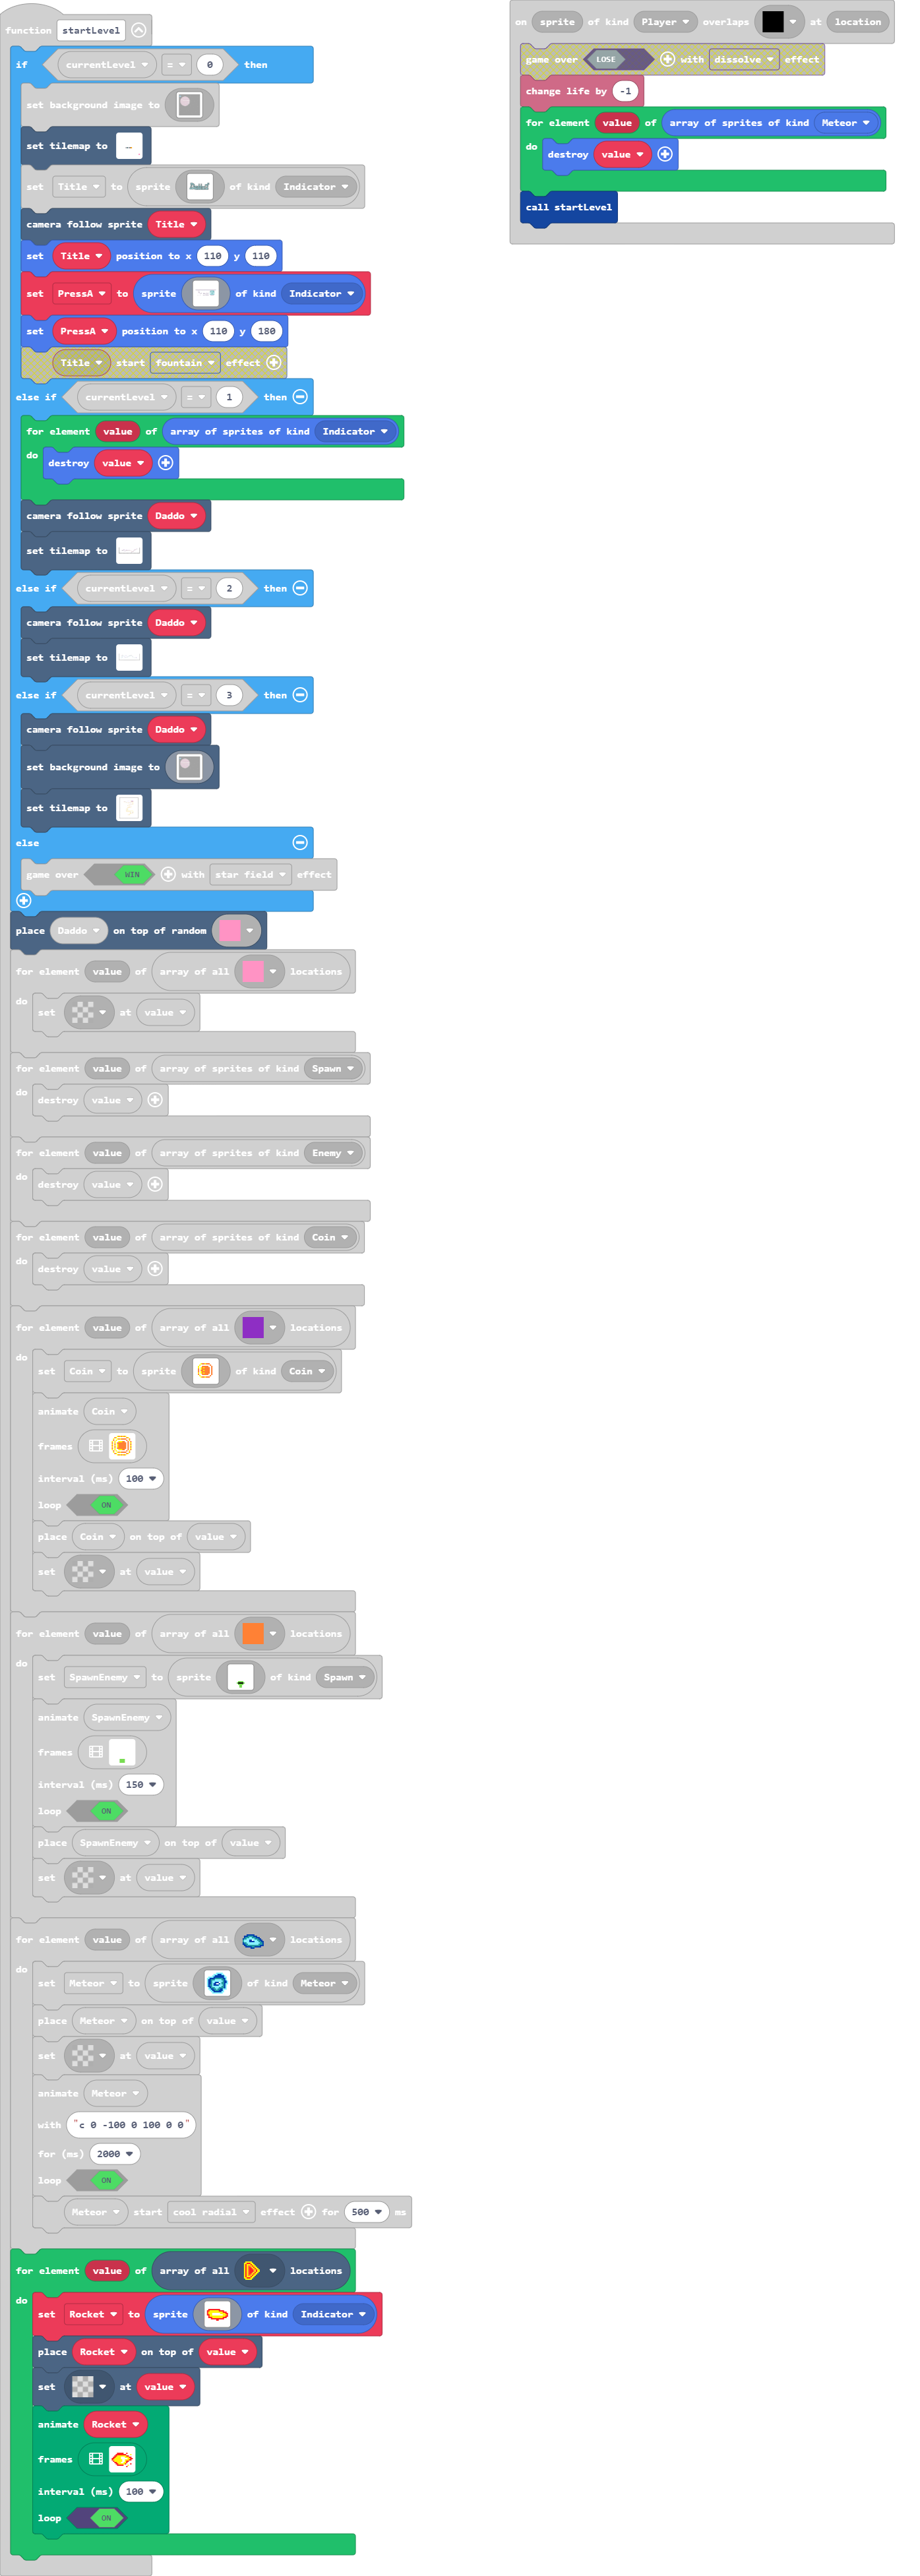 function startLevel
if currentLevel = 0 then
set background image to
set tilemap to
set Title to sprite of kind Indicator
camera follow sprite Title
set Title position to x 110 y 110
set PressA to sprite of kind Indicator
set PressA position to x 110 y 180
Title start fountain effect
else if currentLevel = 1 then
for element value of array of sprites of kind Indicator
do
destroy value
camera follow sprite Daddo
set tilemap to
else if currentLevel = 2 then
camera follow sprite Daddo
set tilemap to
else if currentLevel = 3 then
camera follow sprite Daddo
set background image to
set tilemap to
else
game over WIN with star field effect
place Daddo on top of random
for element value of array of all locations
do
set at value
for element value of array of sprites of kind Spawn
do
destroy value
for element value of array of sprites of kind Enemy
do
destroy value
for element value of array of sprites of kind Coin
do
destroy value
for element value of array of all locations
do
set Coin to sprite of kind Coin
animate Coin
frames
interval (ms) 100
loop ON
place Coin on top of value
set at value
for element value of array of all locations
do
set SpawnEnemy to sprite of kind Spawn
animate SpawnEnemy
frames
interval (ms) 150
loop ON
place SpawnEnemy on top of value
set at value
for element value of array of all locations
do
set Meteor to sprite of kind Meteor
place Meteor on top of value
set at value
animate Meteor
with "c 0 -100 0 100 0 0"
for (ms) 2000
loop ON
Meteor start cool radial effect for 500 ms
for element value of array of all locations
do
set Rocket to sprite of kind Indicator
place Rocket on top of value
set at value
animate Rocket
frames
interval (ms) 100
loop ON
on sprite of kind Player overlaps at location
game over LOSE with dissolve effect
change life by -1
for element value of array of sprites of kind Meteor
do
destroy value
call startLevel